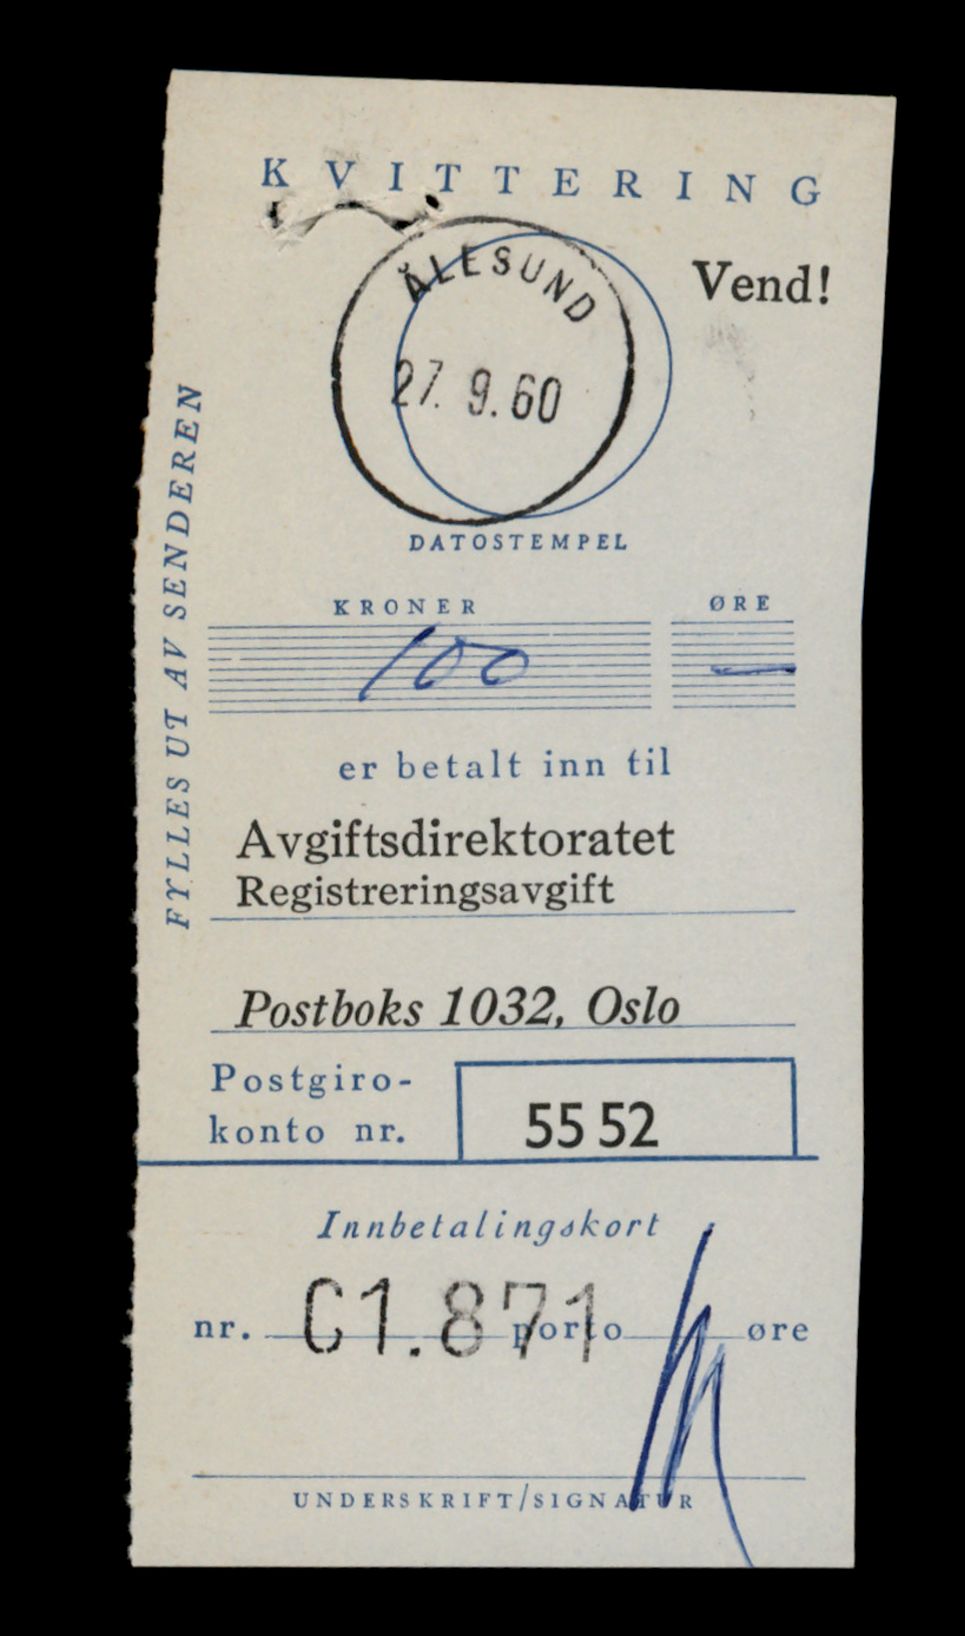 KVITTERING
Vend!
ÅLESUND
27. 9. 60
DATOSTEMPEL
FYLLES UT AV SENDEREN
KRONER ØRE
100 —
er betalt inn til
Avgiftsdirektoratet
Registreringsavgift
Postboks 1032, Oslo
Postgiro-
konto nr. 55 52
Innbetalingskort
nr. C1.871 porto øre
UNDERSKRIFT/SIGNATUR